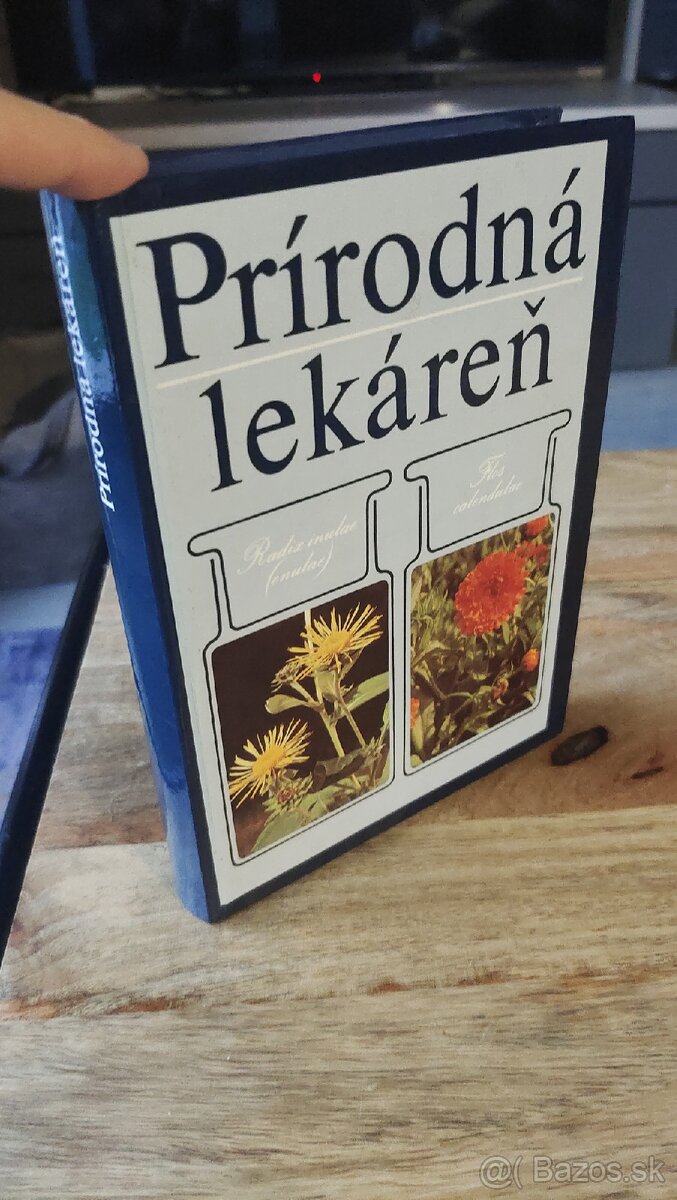 Prírodná
lekáreň
Radix inulae
(enulae)
Flos
calendulae
Prírodná lekáreň
@( Bazos.sk